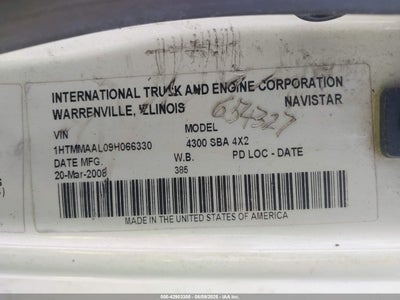 INTERNATIONAL TRUCK AND ENGINE CORPORATION
WARRENVILLE, ILLINOIS NAVISTAR
654327
VIN MODEL
1HTMMAAL09H066330 4300 SBA 4X2
DATE MFG. W.B. PD LOC - DATE
20-Mar-2008 385
MADE IN THE UNITED STATES OF AMERICA